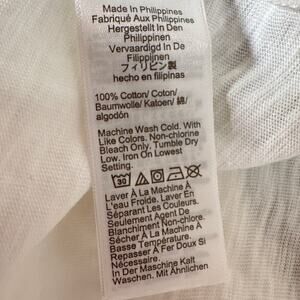 Made In Philippines
Fabriqué Aux Philippines
Hergestellt In Den
Philippinen
Vervaardigd In De
Filippijnen
フィリピン製
hecho en filipinas
100% Cotton/ Coton/
Baumwolle/ Katoen/ 綿/
algodón
Machine Wash Cold. With
Like Colors. Non-chlorine
Bleach Only. Tumble Dry
Low. Iron On Lowest
Setting.
30
Laver À La Machine À
L'eau Froide. Laver En
Séparant Les Couleurs.
Seulement Agent De
Blanchiment Non-chlore.
Sécher À La Machine À
Basse Température.
Repasser À Fer Doux Si
Nécessaire.
In Der Maschine Kalt
Waschen. Mit Ähnlichen